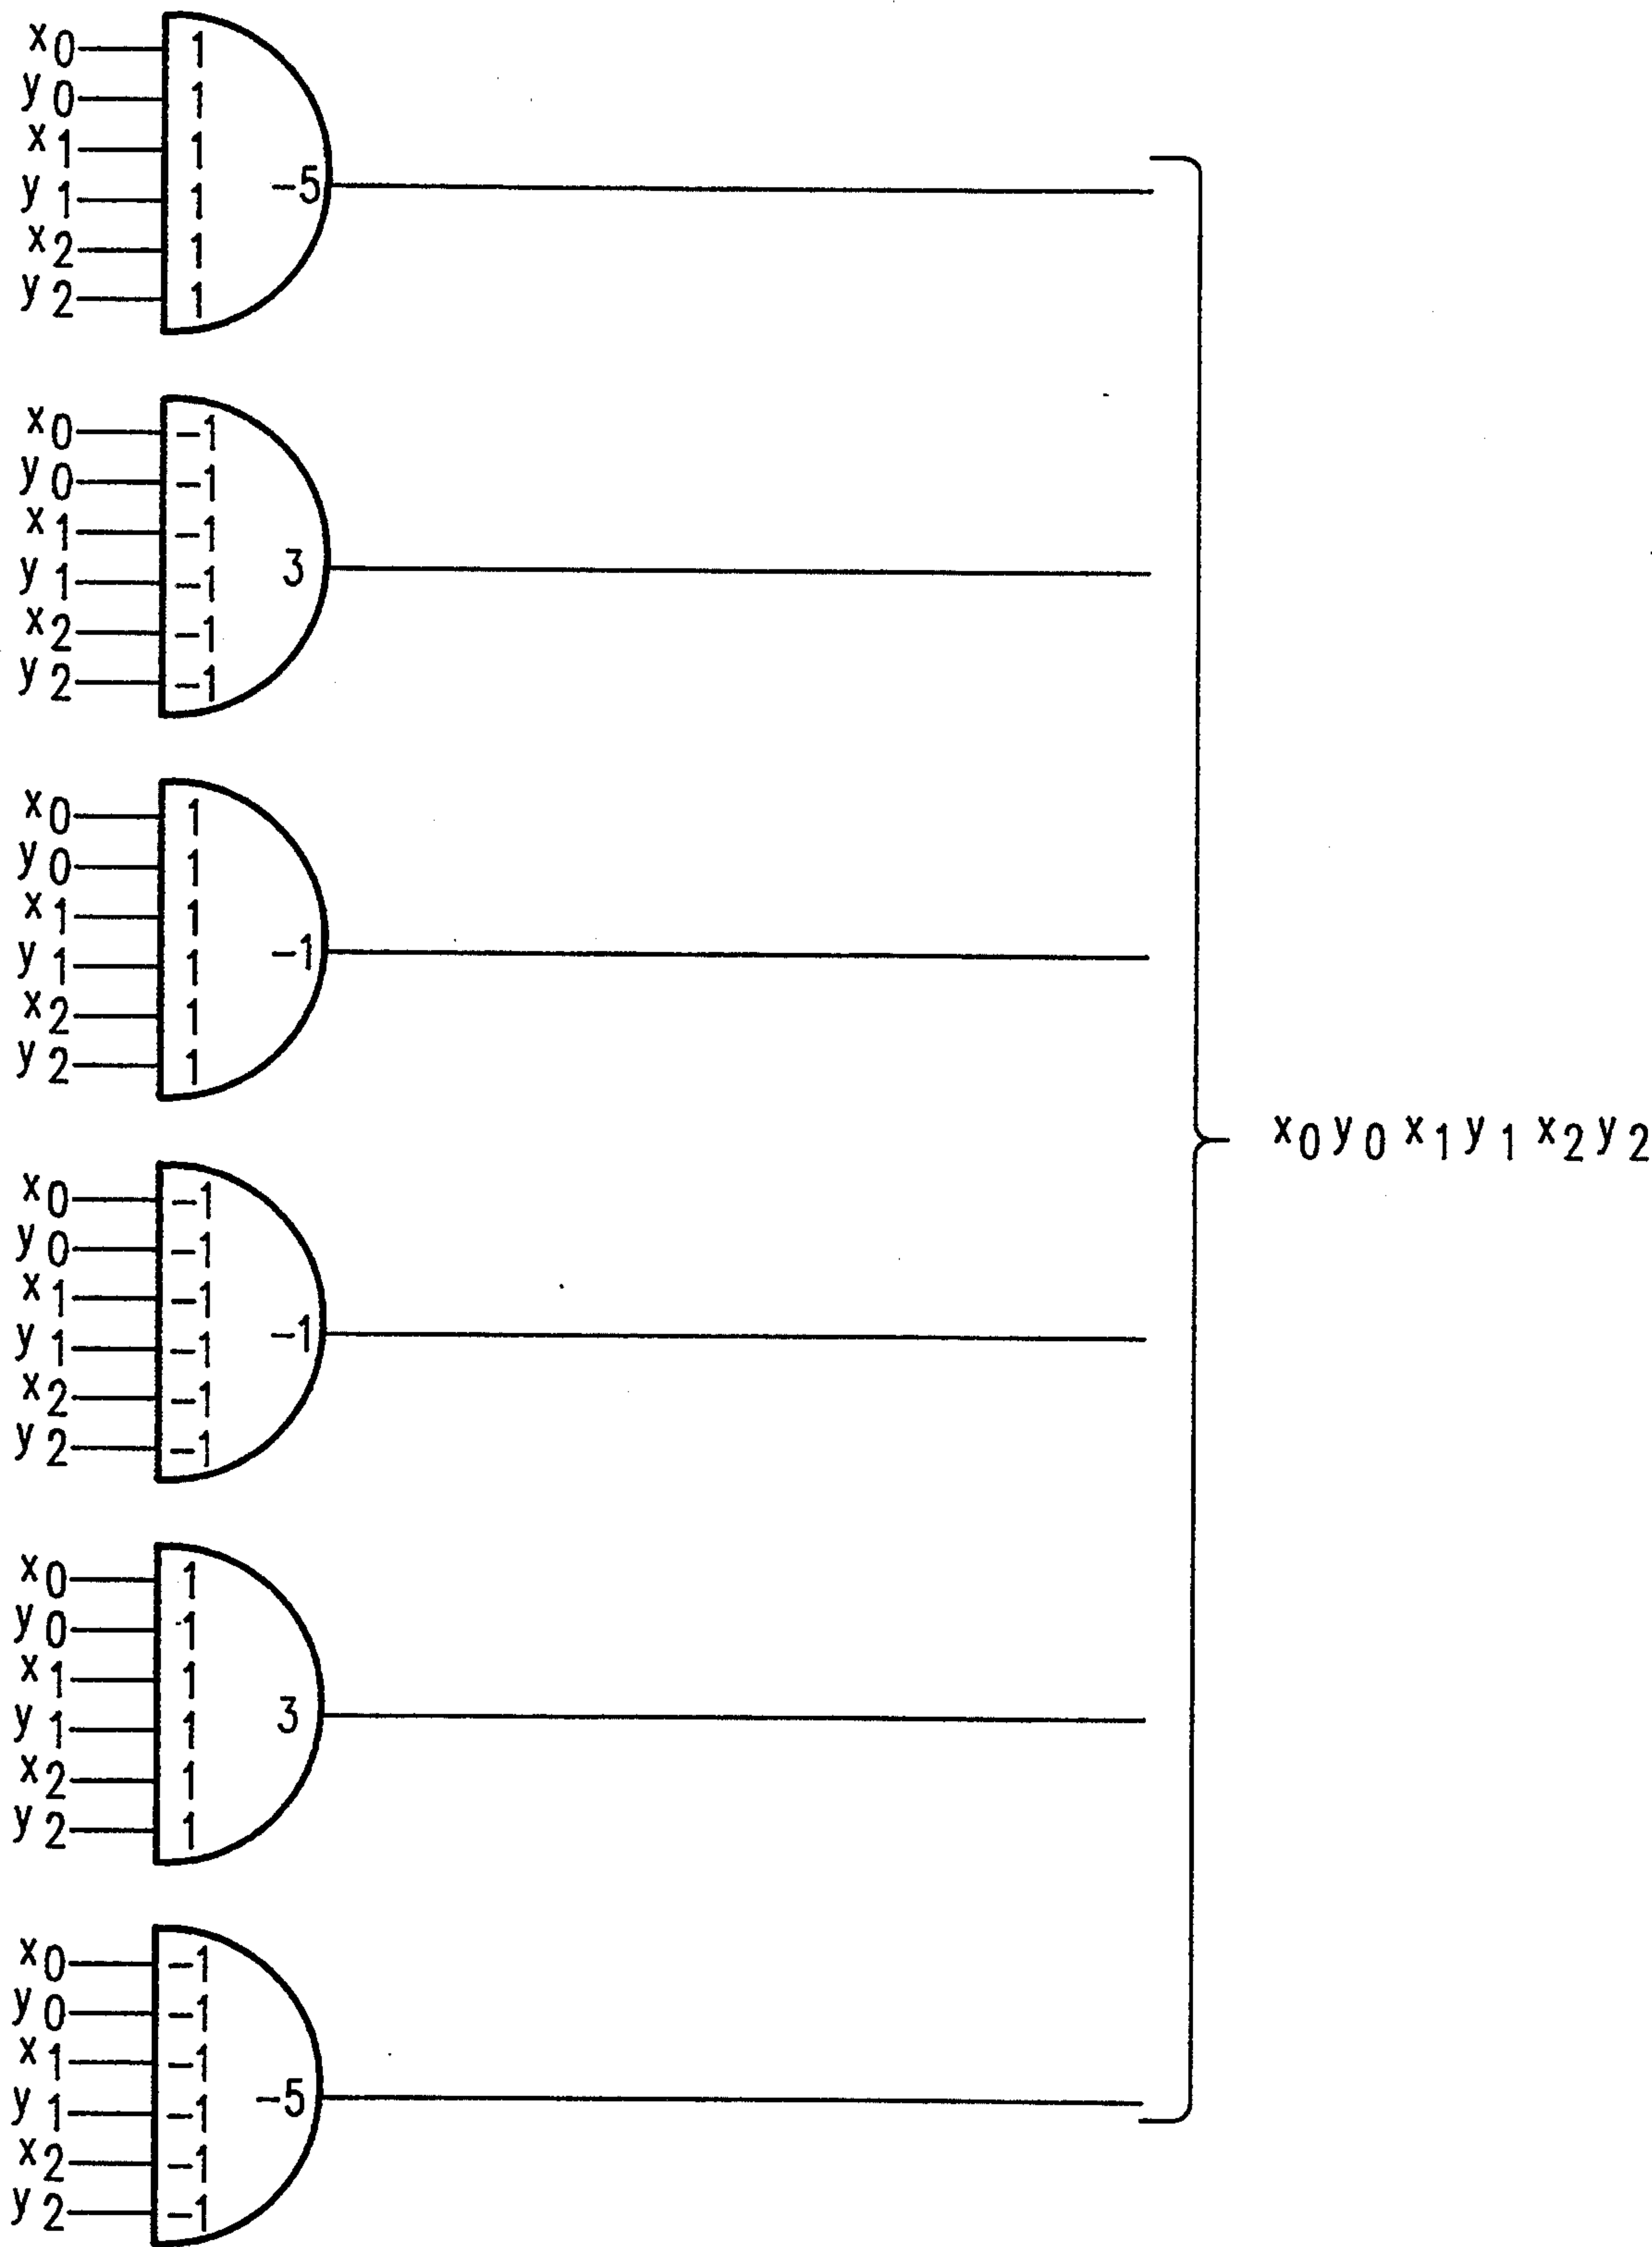 x0 1
y0 1
x1 1
y1 1 -5
x2 1
y2 1
x0 -1
y0 -1
x1 -1
y1 -1 3
x2 -1
y2 -1
x0 1
y0 1
x1 1
y1 1 -1
x2 1
y2 1
x0 y0 x1 y1 x2 y2
x0 -1
y0 -1
x1 -1
y1 -1 -1
x2 -1
y2 -1
x0 1
y0 1
x1 1
y1 1 3
x2 1
y2 1
x0 -1
y0 -1
x1 -1
y1 -1 -5
x2 -1
y2 -1